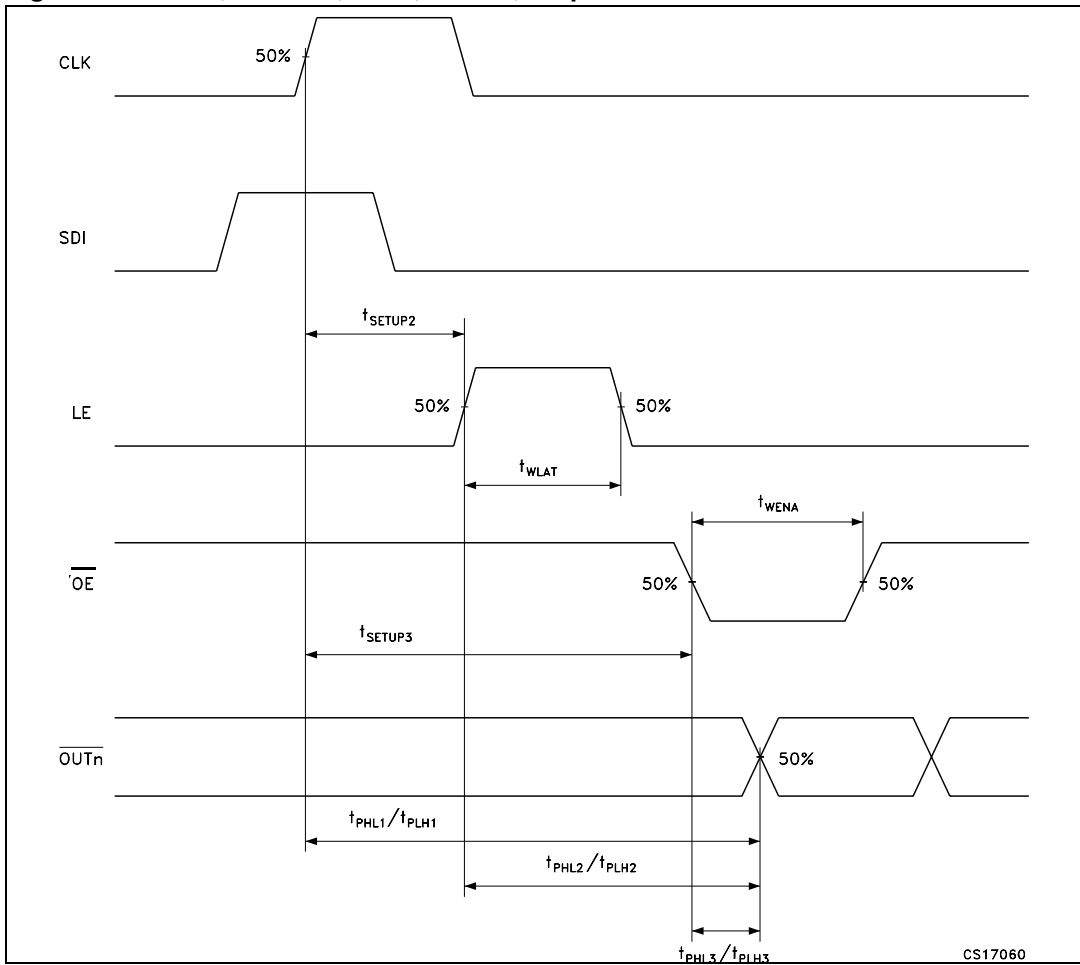 CLK
50%
SDI
tSETUP2
LE
50%
50%
tWLAT
tWENA
OE
50%
50%
tSETUP3
OUTn
50%
tPHL1/tPLH1
tPHL2/tPLH2
tPHL3/tPLH3
CS17060